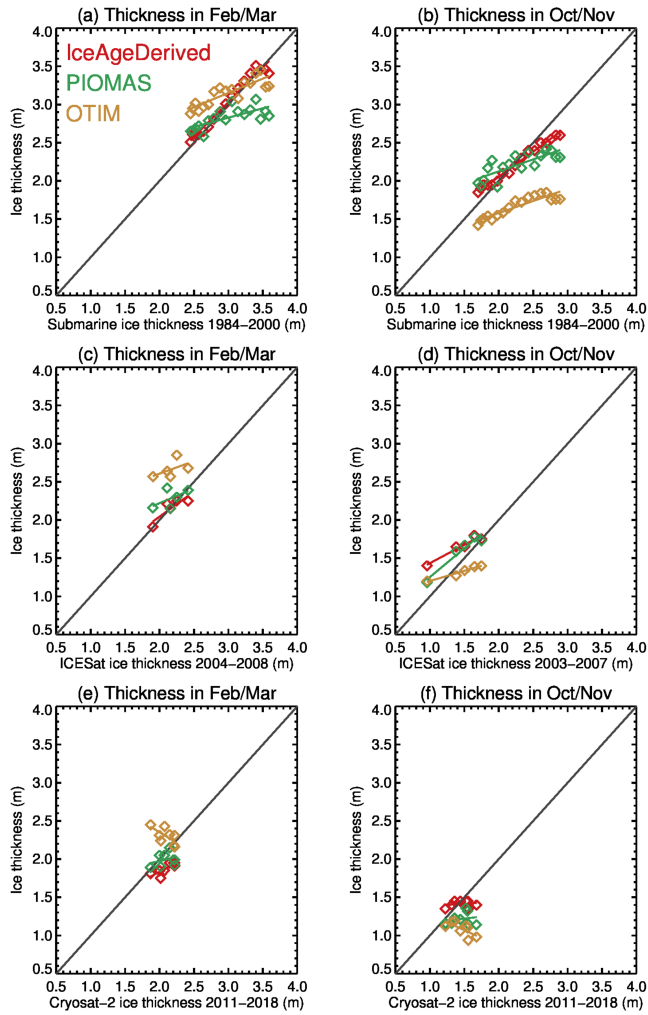 (a) Thickness in Feb/Mar
IceAgeDerived
PIOMAS
OTIM
Ice thickness (m)
4.0
3.5
3.0
2.5
2.0
1.5
1.0
0.5
0.5 1.0 1.5 2.0 2.5 3.0 3.5 4.0
Submarine ice thickness 1984−2000 (m)
(b) Thickness in Oct/Nov
Ice thickness (m)
4.0
3.5
3.0
2.5
2.0
1.5
1.0
0.5
0.5 1.0 1.5 2.0 2.5 3.0 3.5 4.0
Submarine ice thickness 1984−2000 (m)
(c) Thickness in Feb/Mar
Ice thickness (m)
4.0
3.5
3.0
2.5
2.0
1.5
1.0
0.5
0.5 1.0 1.5 2.0 2.5 3.0 3.5 4.0
ICESat ice thickness 2004−2008 (m)
(d) Thickness in Oct/Nov
Ice thickness (m)
4.0
3.5
3.0
2.5
2.0
1.5
1.0
0.5
0.5 1.0 1.5 2.0 2.5 3.0 3.5 4.0
ICESat ice thickness 2003−2007 (m)
(e) Thickness in Feb/Mar
Ice thickness (m)
4.0
3.5
3.0
2.5
2.0
1.5
1.0
0.5
0.5 1.0 1.5 2.0 2.5 3.0 3.5 4.0
Cryosat−2 ice thickness 2011−2018 (m)
(f) Thickness in Oct/Nov
Ice thickness (m)
4.0
3.5
3.0
2.5
2.0
1.5
1.0
0.5
0.5 1.0 1.5 2.0 2.5 3.0 3.5 4.0
Cryosat−2 ice thickness 2011−2018 (m)